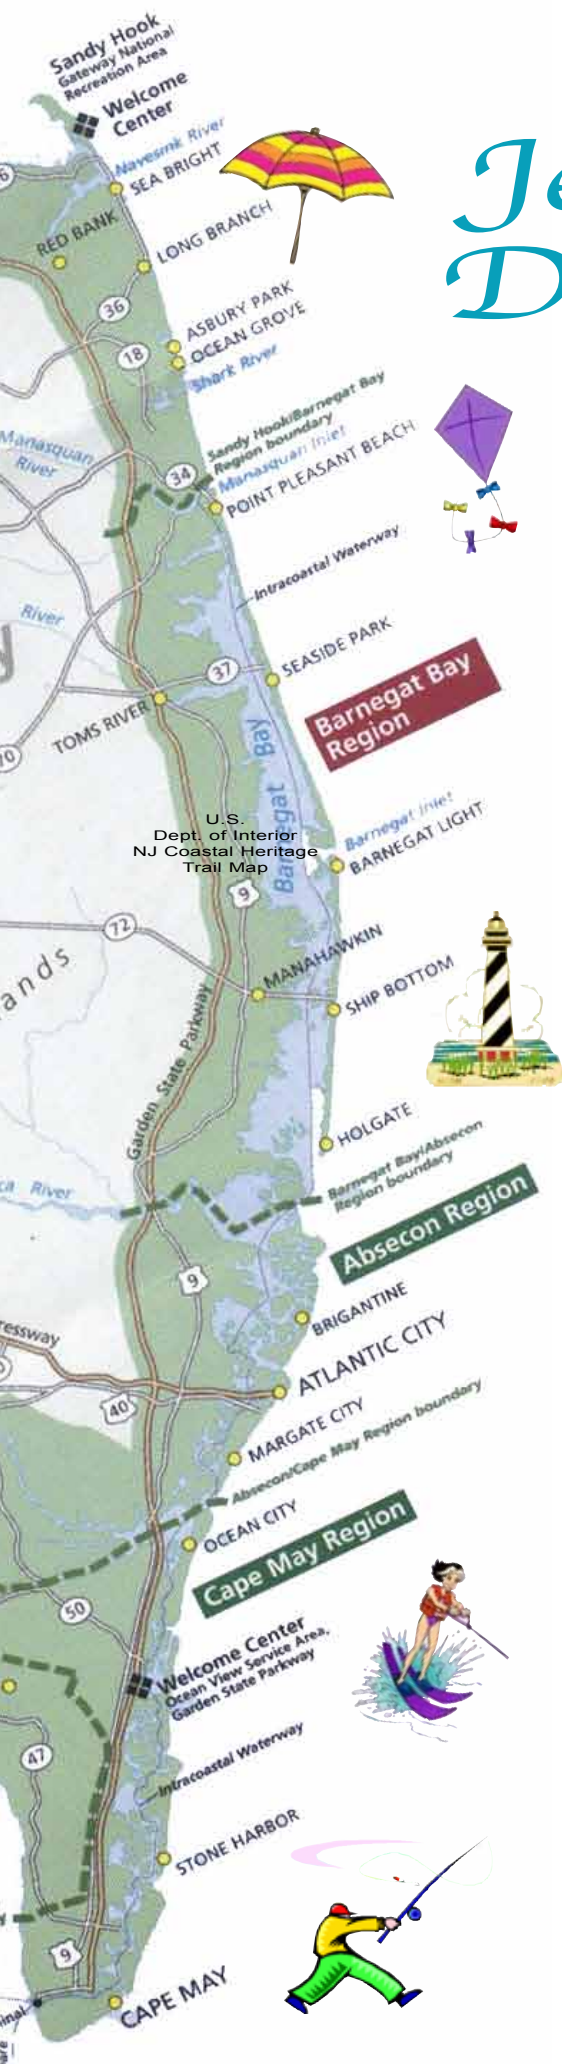 Sandy Hook
Gateway National
Recreation Area
Welcome
Center
Navesink River
SEA BRIGHT
RED BANK
LONG BRANCH
36
ASBURY PARK
OCEAN GROVE
18
Shark River
Sandy Hook/Barnegat Bay
Region boundary
Manasquan
River
34
Manasquan Inlet
POINT PLEASANT BEACH
Intracoastal Waterway
River
y
37
SEASIDE PARK
TOMS RIVER
70
Barnegat Bay
Region
Barnegat Bay
U.S.
Dept. of Interior
NJ Coastal Heritage
Trail Map
Barnegat Inlet
BARNEGAT LIGHT
9
72
ands
MANAHAWKIN
SHIP BOTTOM
Garden State Parkway
HOLGATE
Barnegat Bay/Absecon
Region boundary
ca River
Absecon Region
9
BRIGANTINE
ressway
ATLANTIC CITY
40
MARGATE CITY
Absecon/Cape May Region boundary
OCEAN CITY
Cape May Region
50
Welcome Center
Ocean View Service Area,
Garden State Parkway
47
Intracoastal Waterway
STONE HARBOR
9
CAPE MAY
inal
Je
D